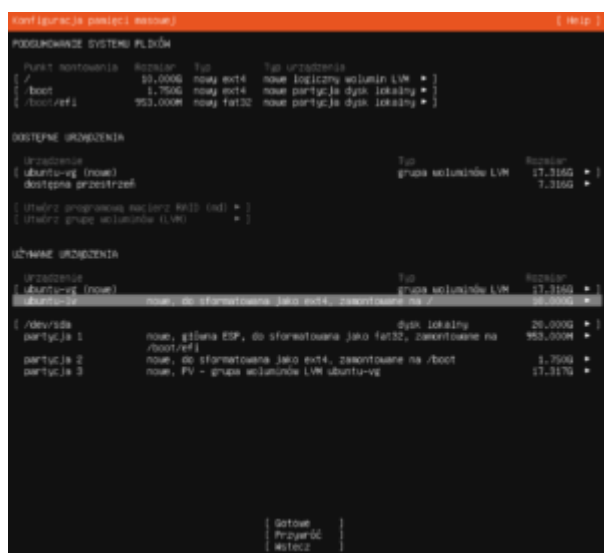 Konfiguracja pamięci masowej [ Help ]
PODSUMOWANIE SYSTEMU PLIKÓW
Punkt montowania Rozmiar Typ Typ urządzenia
[ / 10.000G nowy ext4 nowe logiczny wolumin LVM ▸ ]
[ /boot 1.750G nowy ext4 nowe partycja dysk lokalny ▸ ]
[ /boot/efi 953.000M nowy fat32 nowe partycja dysk lokalny ▸ ]
DOSTĘPNE URZĄDZENIA
Urządzenie Typ Rozmiar
[ ubuntu-vg (nowe) grupa woluminów LVM 17.316G ▸ ]
dostępna przestrzeń 7.316G ▸
[ Utwórz programową macierz RAID (md) ▸ ]
[ Utwórz grupę woluminów (LVM) ▸ ]
UŻYWANE URZĄDZENIA
Urządzenie Typ Rozmiar
[ ubuntu-vg (nowe) grupa woluminów LVM 17.316G ▸ ]
ubuntu-lv nowe, do sformatowana jako ext4, zamontowane na / 10.000G ▸
[ /dev/sda dysk lokalny 20.000G ▸ ]
partycja 1 nowe, główna ESP, do sformatowana jako fat32, zamontowane na 953.000M ▸
/boot/efi
partycja 2 nowe, do sformatowana jako ext4, zamontowane na /boot 1.750G ▸
partycja 3 nowe, PV - grupa woluminów LVM ubuntu-vg 17.317G ▸
[ Gotowe ]
[ Przywróć ]
[ Wstecz ]